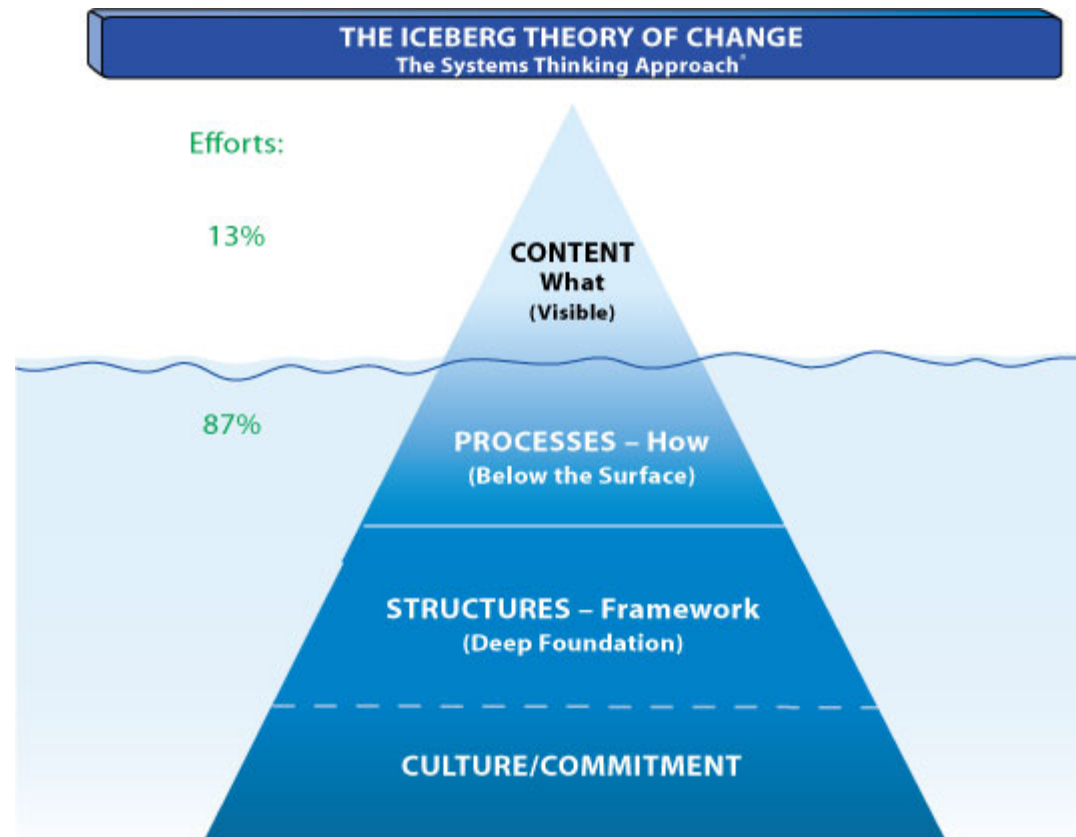 THE ICEBERG THEORY OF CHANGE
The Systems Thinking Approach®
Efforts:
13%
CONTENT
What
(Visible)
87%
PROCESSES – How
(Below the Surface)
STRUCTURES – Framework
(Deep Foundation)
CULTURE/COMMITMENT